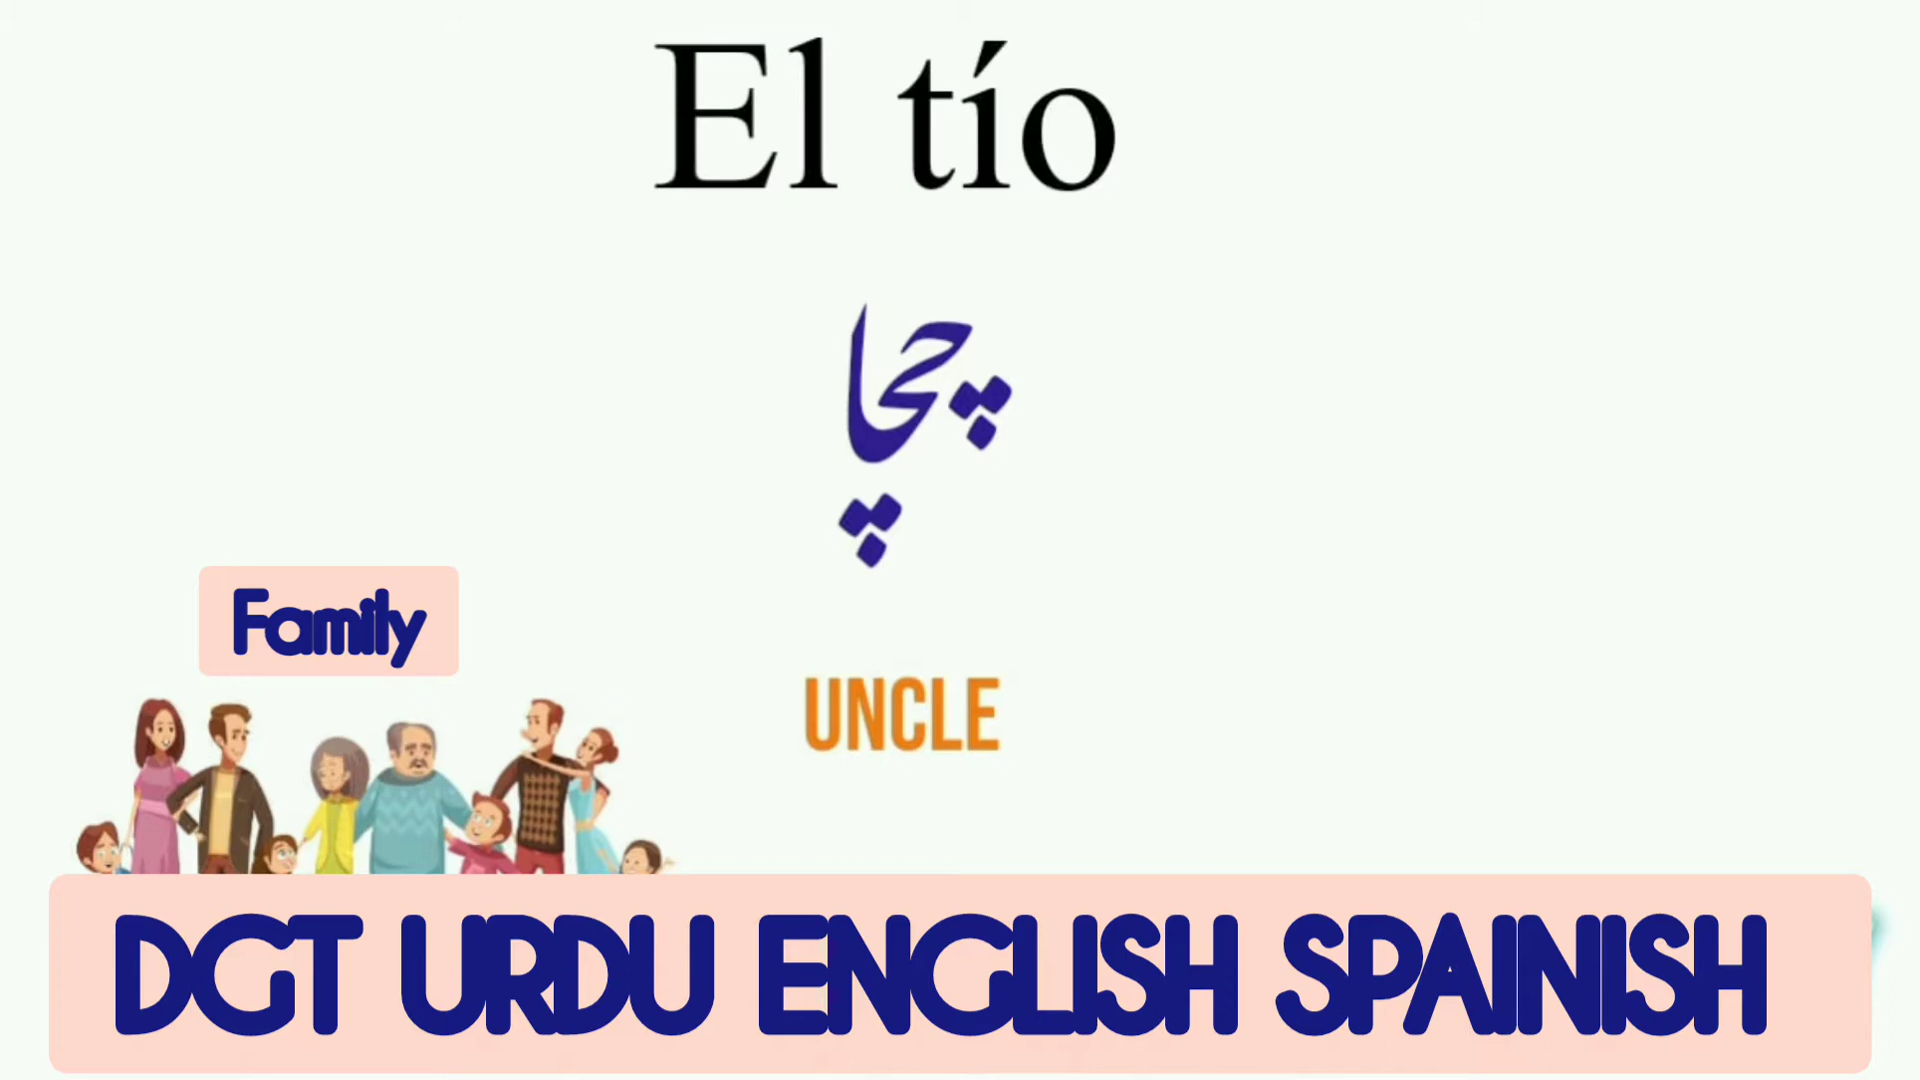 El tío
چچا
UNCLE
Family
DGT URDU ENGLISH SPAINISH